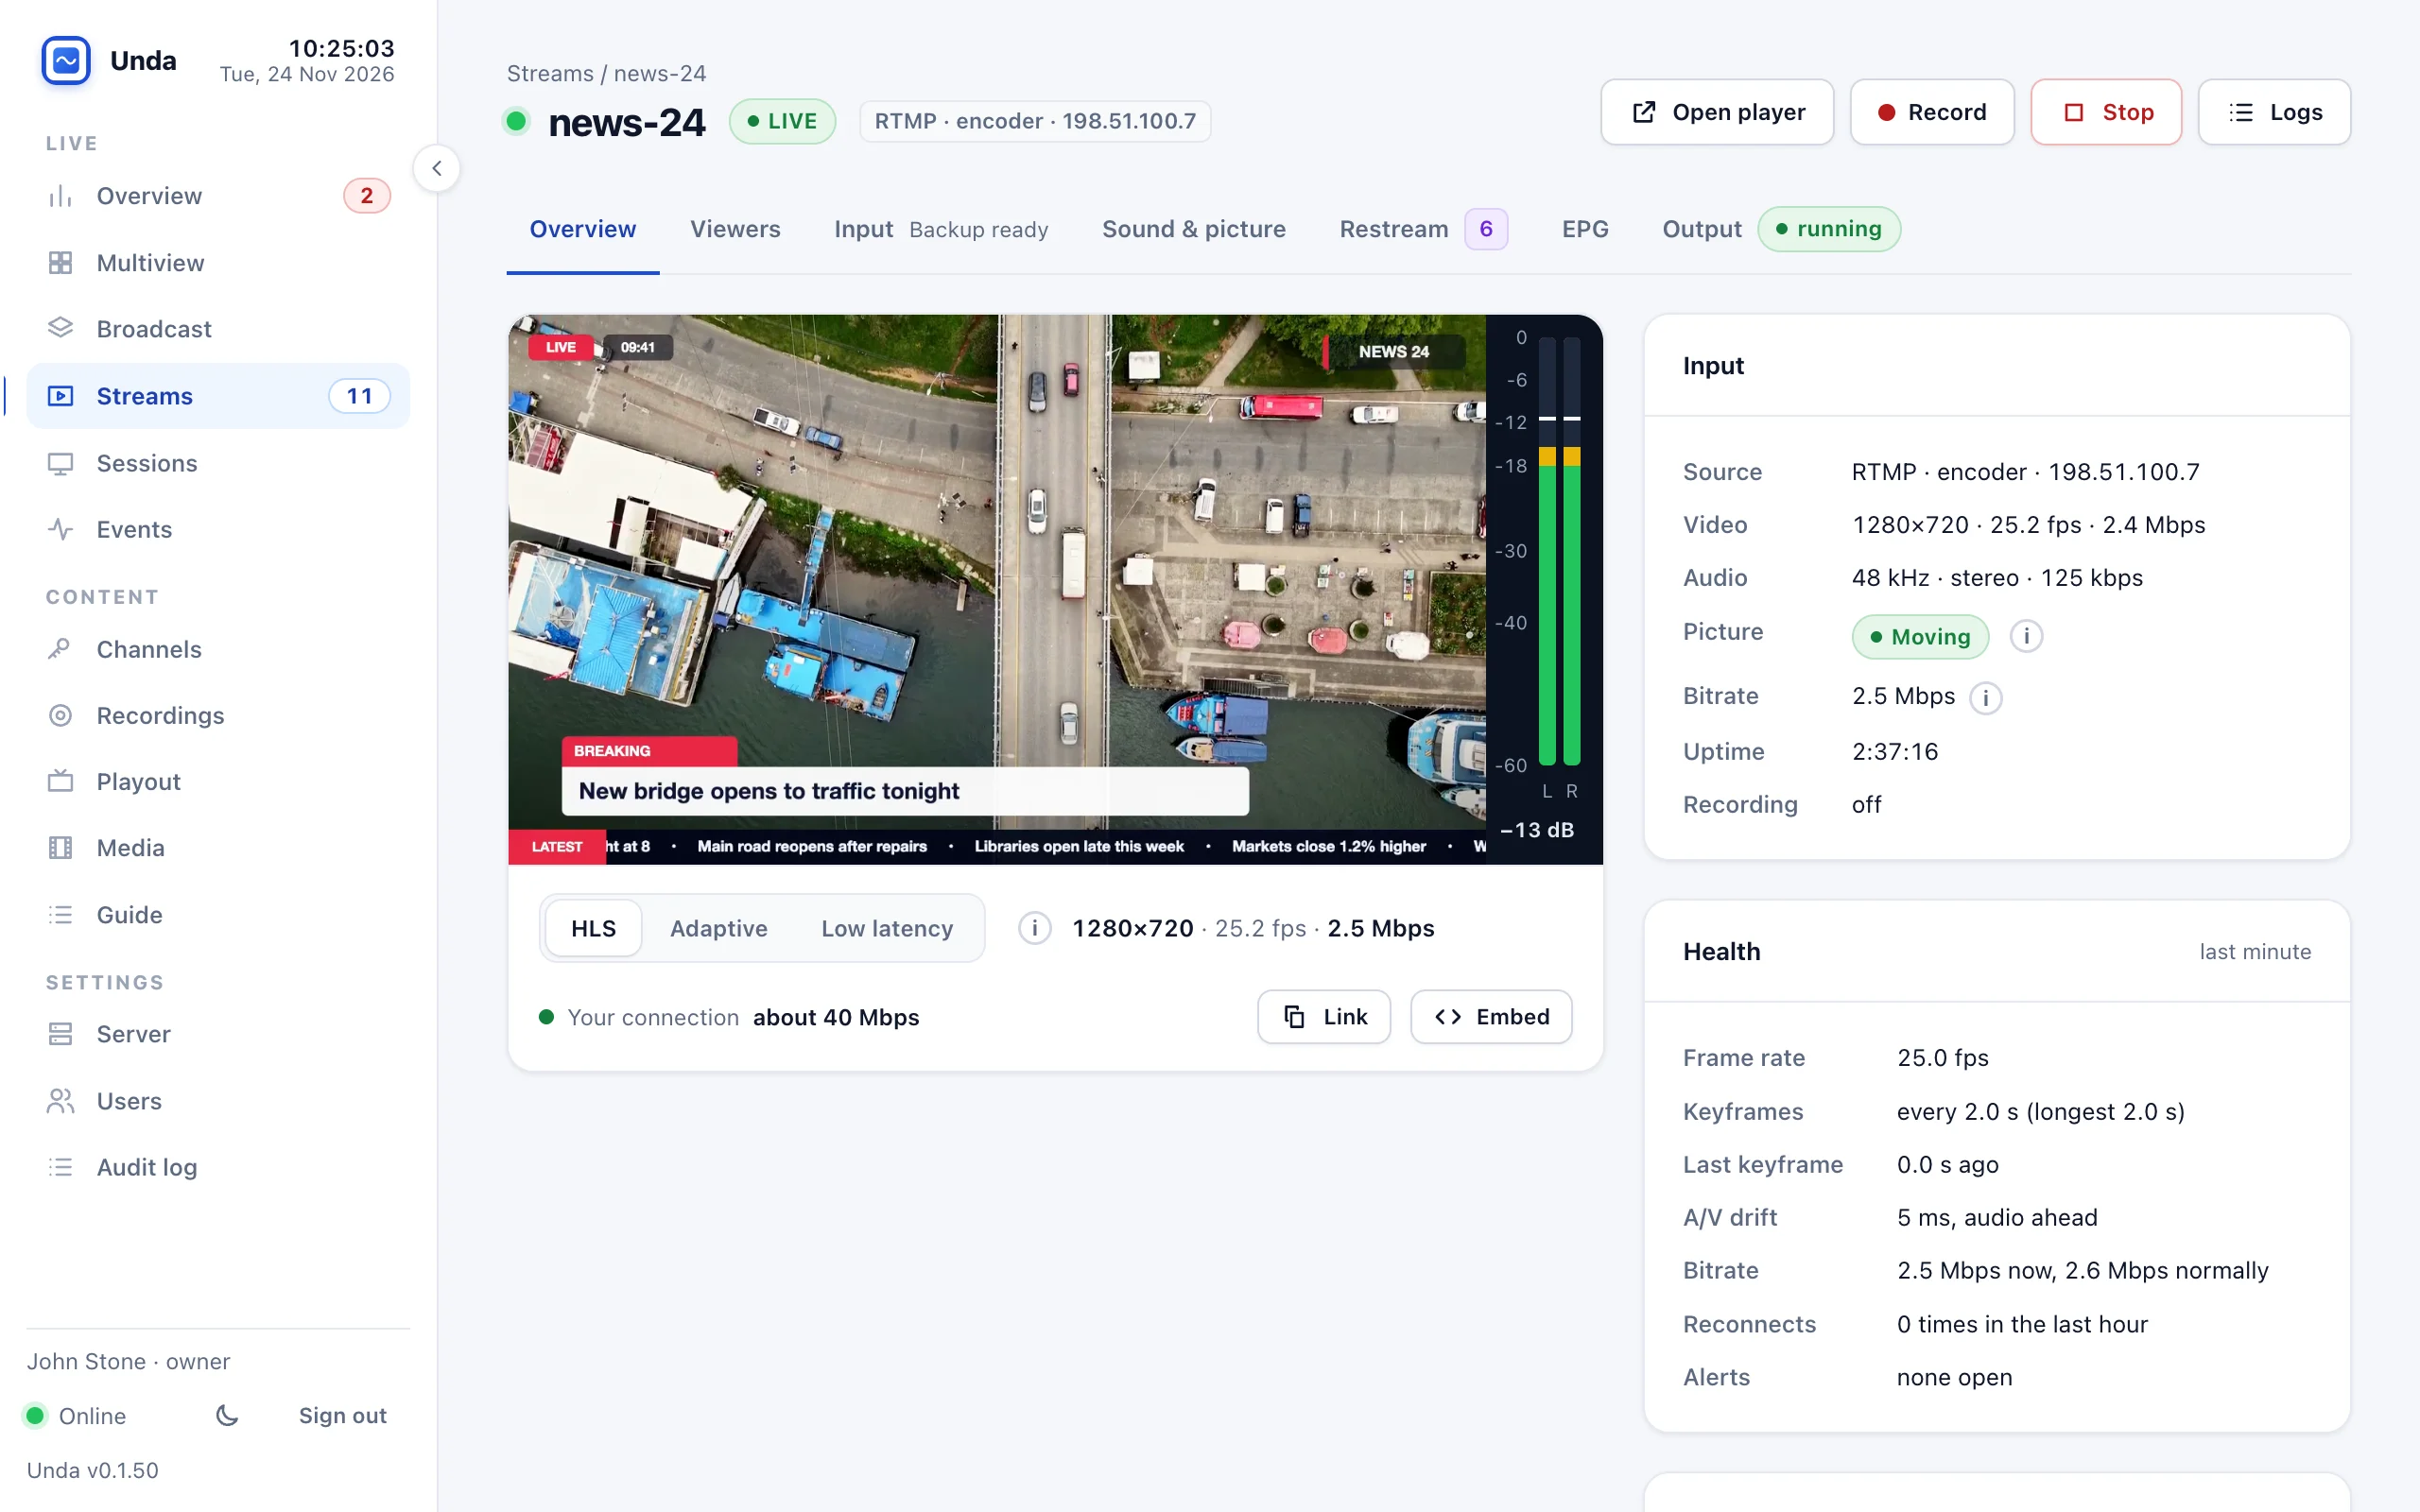 Unda
10:25:03
Tue, 24 Nov 2026
LIVE
Overview 2
Multiview
Broadcast
Streams 11
Sessions
Events
CONTENT
Channels
Recordings
Playout
Media
Guide
SETTINGS
Server
Users
Audit log
John Stone · owner
Online
Sign out
Unda v0.1.50
Streams / news-24
news-24
LIVE
RTMP · encoder · 198.51.100.7
Open player
Record
Stop
Logs
Overview
Viewers
Input Backup ready
Sound & picture
Restream 6
EPG
Output running
LIVE
09:41
NEWS 24
BREAKING
New bridge opens to traffic tonight
LATEST
ht at 8 · Main road reopens after repairs · Libraries open late this week · Markets close 1.2% higher · W
0
-6
-12
-18
-30
-40
-60
L R
−13 dB
HLS
Adaptive
Low latency
i
1280×720 · 25.2 fps · 2.5 Mbps
Your connection about 40 Mbps
Link
Embed
Input
Source RTMP · encoder · 198.51.100.7
Video 1280×720 · 25.2 fps · 2.4 Mbps
Audio 48 kHz · stereo · 125 kbps
Picture Moving i
Bitrate 2.5 Mbps i
Uptime 2:37:16
Recording off
Health last minute
Frame rate 25.0 fps
Keyframes every 2.0 s (longest 2.0 s)
Last keyframe 0.0 s ago
A/V drift 5 ms, audio ahead
Bitrate 2.5 Mbps now, 2.6 Mbps normally
Reconnects 0 times in the last hour
Alerts none open